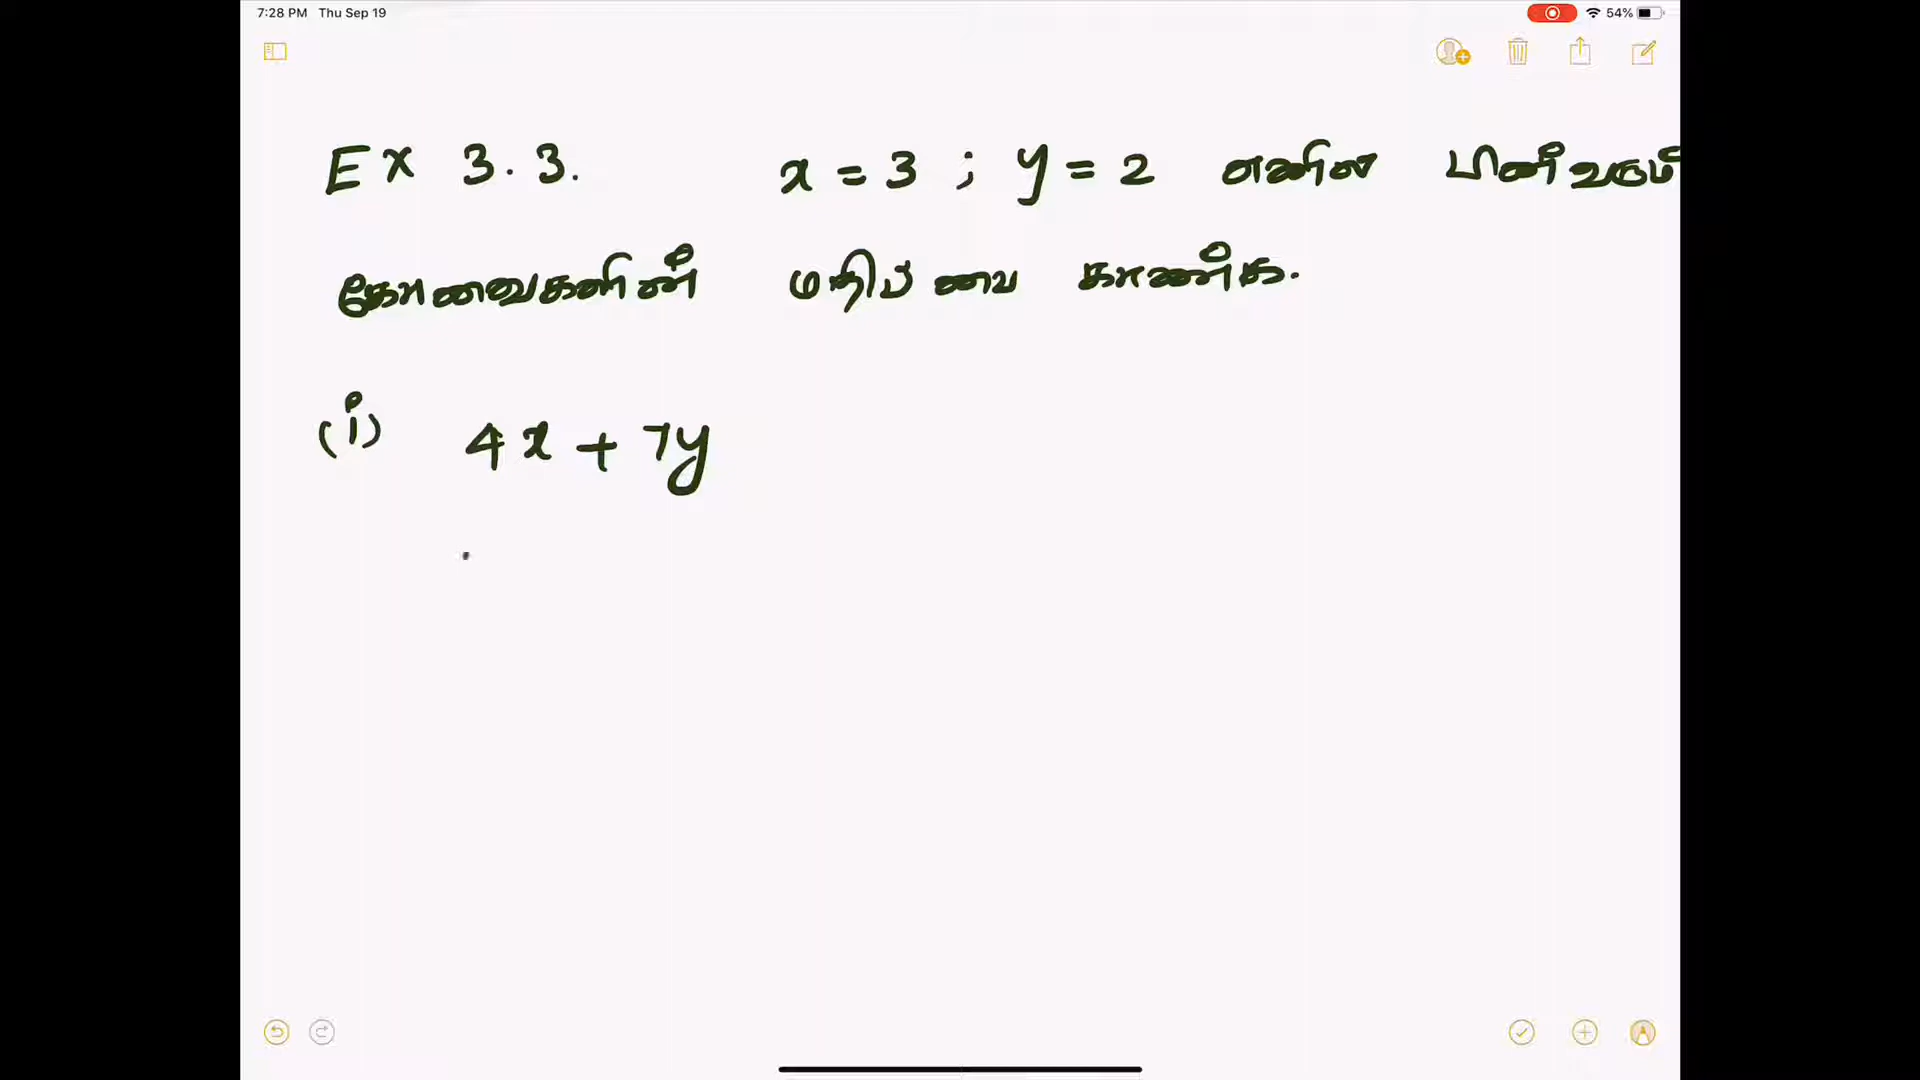 7:28 PM Thu Sep 19
54%
Ex 3.3. x = 3 ; y = 2 எனில் பின்வரும்
கோவைகளின் மதிப்பை காண்க.
(i) 4x + 7y